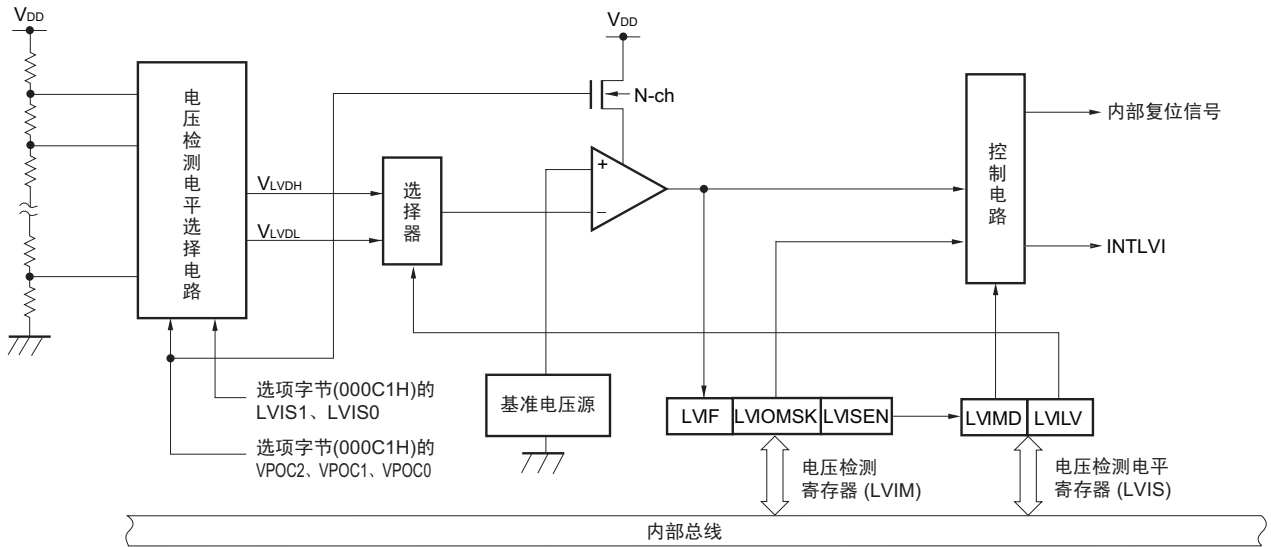 VDD
VDD
N-ch
电压检测电平选择电路
VLVDH
VLVDL
选择器
+
−
控制电路
内部复位信号
INTLVI
选项字节(000C1H)的
LVIS1、LVIS0
选项字节(000C1H)的
VPOC2、VPOC1、VPOC0
基准电压源
LVIF
LVIOMSK
LVISEN
LVIMD
LVILV
电压检测
寄存器 (LVIM)
电压检测电平
寄存器 (LVIS)
内部总线